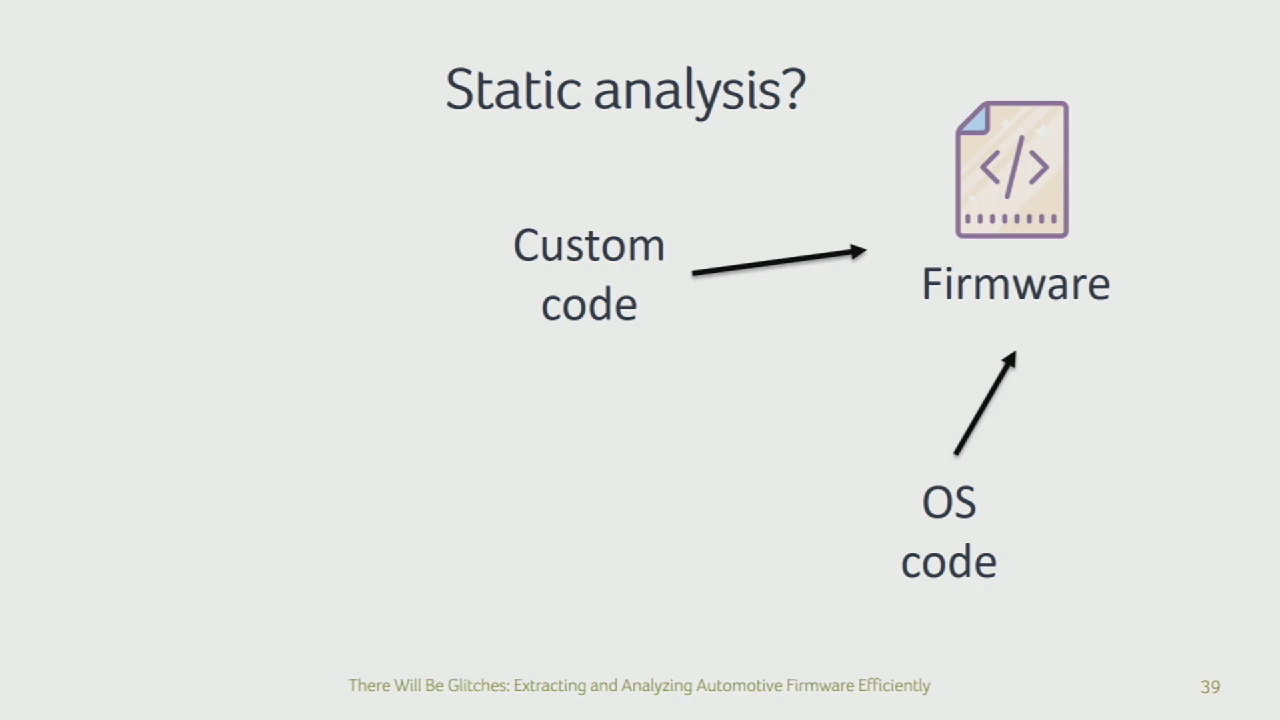 Static analysis?
</>
Custom
code
Firmware
OS
code
There Will Be Glitches: Extracting and Analyzing Automotive Firmware Efficiently
39